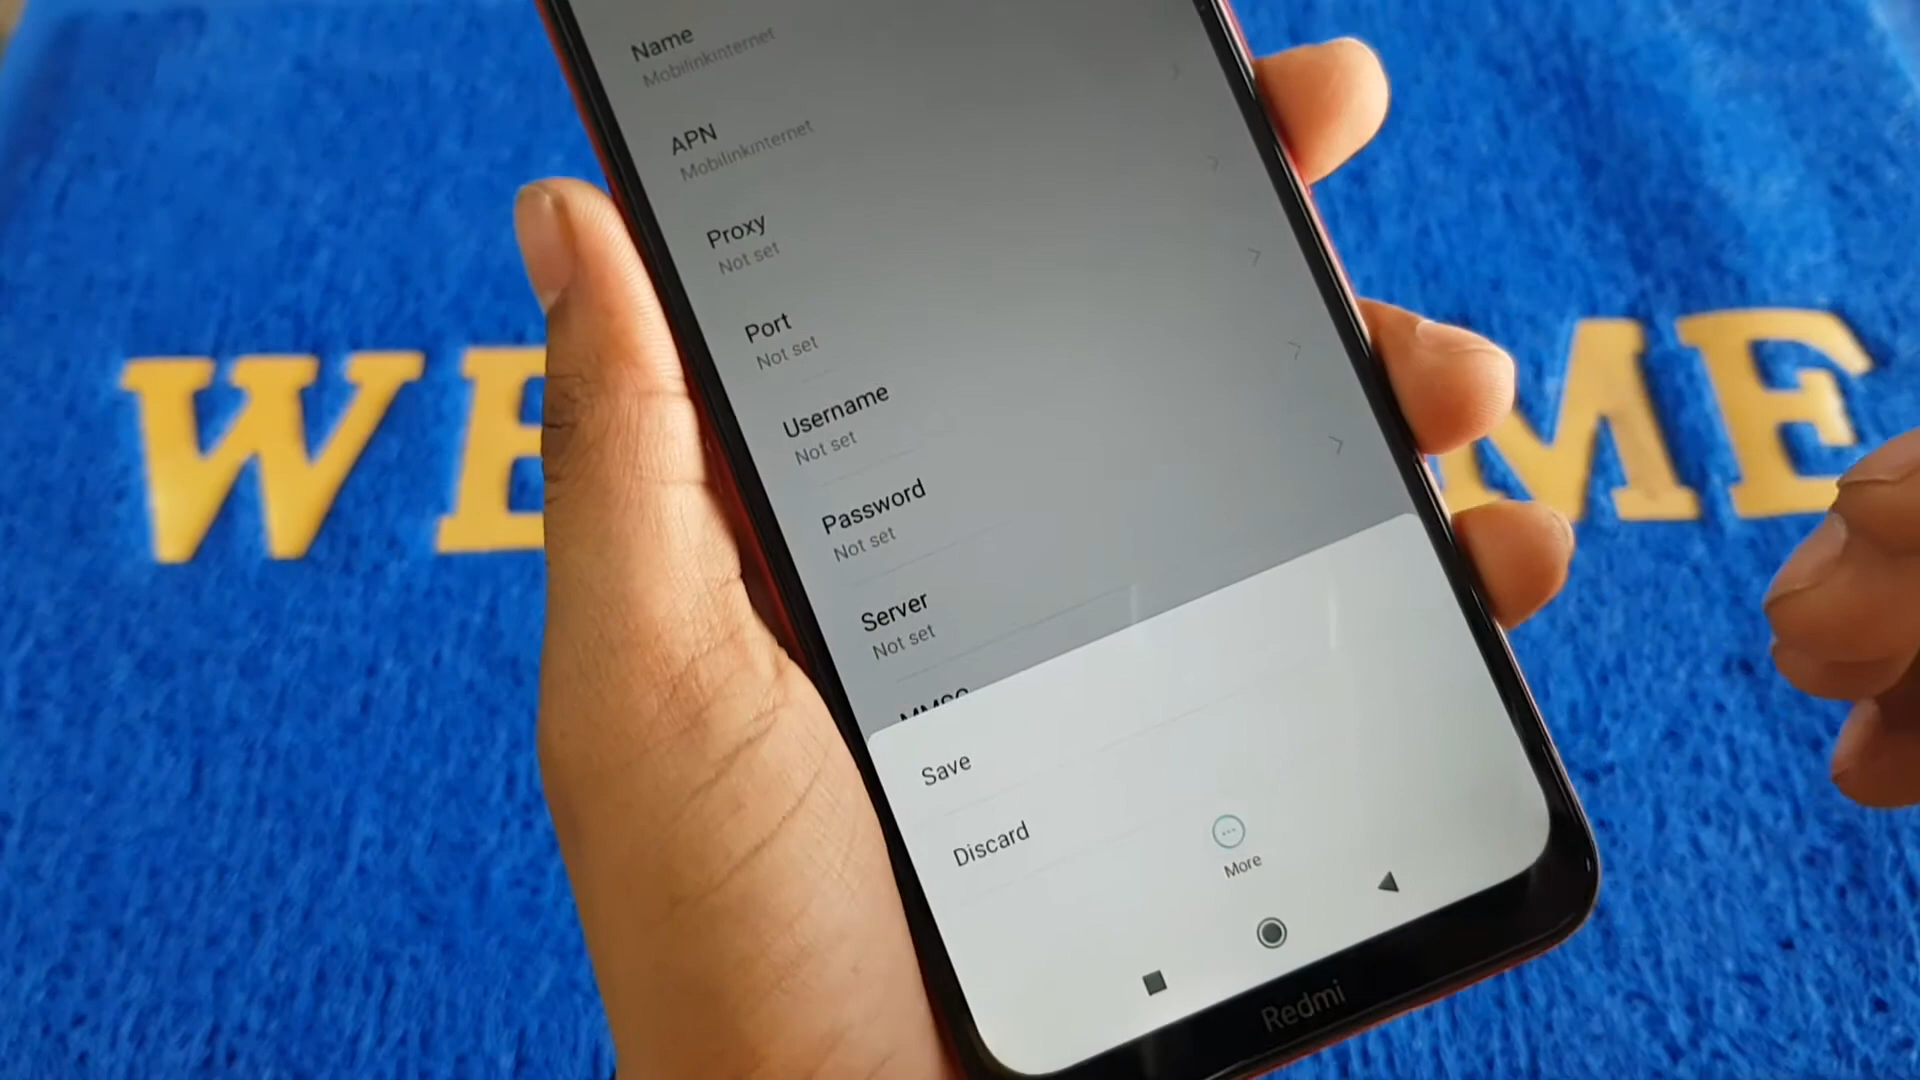 Name
Mobilinkinternet
APN
Mobilinkinternet
Proxy
Not set
Port
Not set
Username
Not set
Password
Not set
Server
Not set
MMSC
Save
Discard
More
Redmi
WE
ME